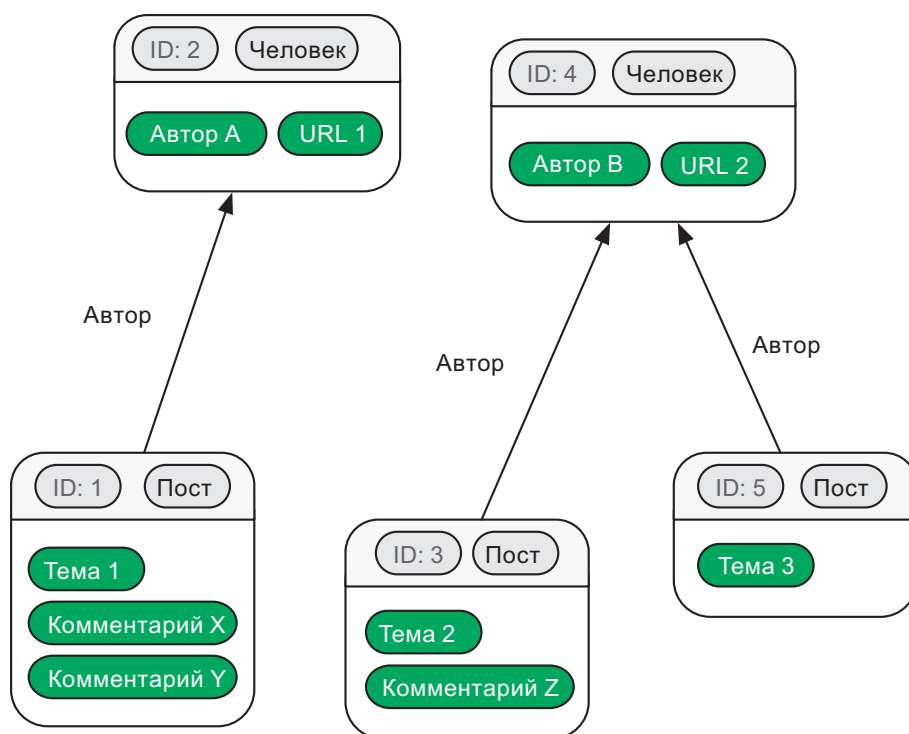 ID: 2 Человек
Автор A URL 1
ID: 4 Человек
Автор B URL 2
Автор
Автор
Автор
ID: 1 Пост
Тема 1
Комментарий X
Комментарий Y
ID: 3 Пост
Тема 2
Комментарий Z
ID: 5 Пост
Тема 3